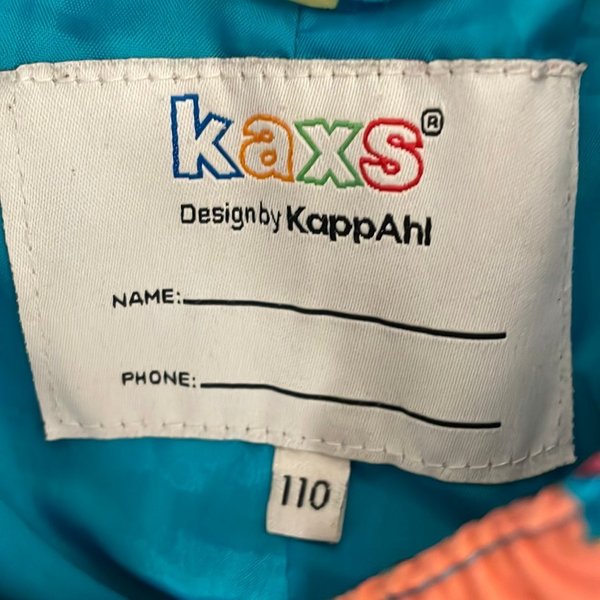 kaxs®
Design by KappAhl
NAME:
PHONE:
110